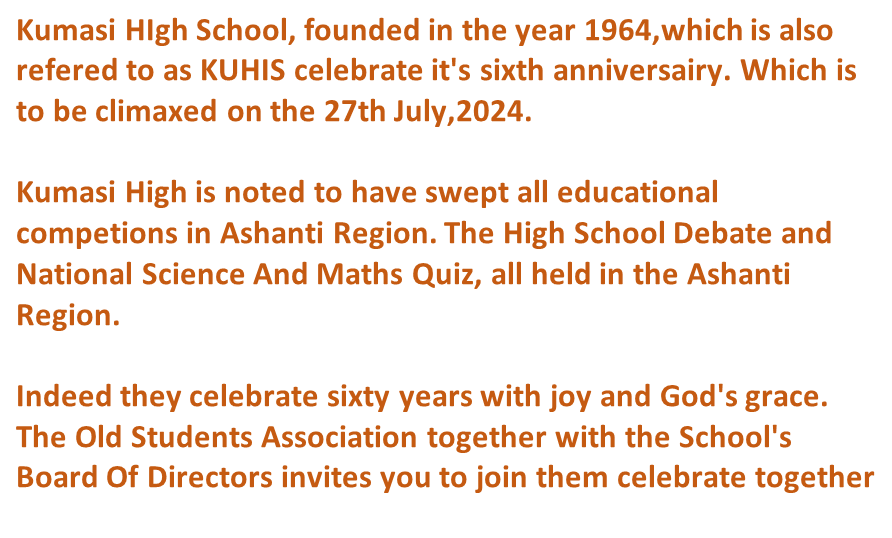 Kumasi HIgh School, founded in the year 1964,which is also
refered to as KUHIS celebrate it's sixth anniversairy. Which is
to be climaxed on the 27th July,2024.
Kumasi High is noted to have swept all educational
competions in Ashanti Region. The High School Debate and
National Science And Maths Quiz, all held in the Ashanti
Region.
Indeed they celebrate sixty years with joy and God's grace.
The Old Students Association together with the School's
Board Of Directors invites you to join them celebrate together